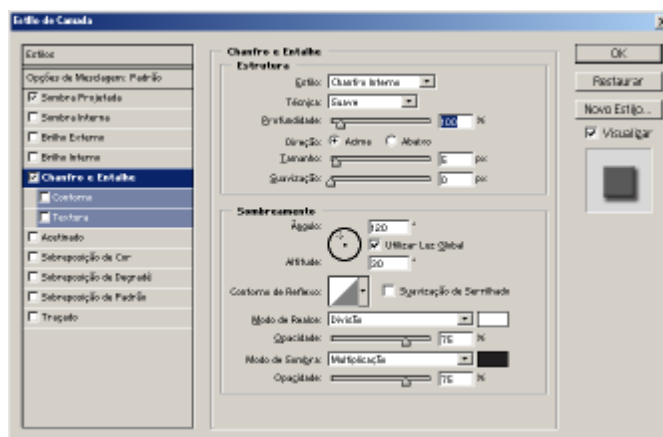 Estilo de Camada
Estilos
Opções de Mesclagem: Padrão
Sombra Projetada
Sombra Interna
Brilho Externo
Brilho Interno
Chanfro e Entalhe
Contorno
Textura
Acetinado
Sobreposição de Cor
Sobreposição de Degradê
Sobreposição de Padrão
Traçado
Chanfro e Entalhe
Estrutura
Estilo: Chanfro Interno
Técnica: Suave
Profundidade: 100 %
Direção: Acima Abaixo
Tamanho: 5 px
Suavização: 0 px
Sombreamento
Ângulo: 120 °
Utilizar Luz Global
Altitude: 30 °
Contorno de Reflexo: Suavização de Serrilhado
Modo de Realce: Divisão
Opacidade: 75 %
Modo de Sombra: Multiplicação
Opacidade: 75 %
OK
Restaurar
Novo Estilo...
Visualizar